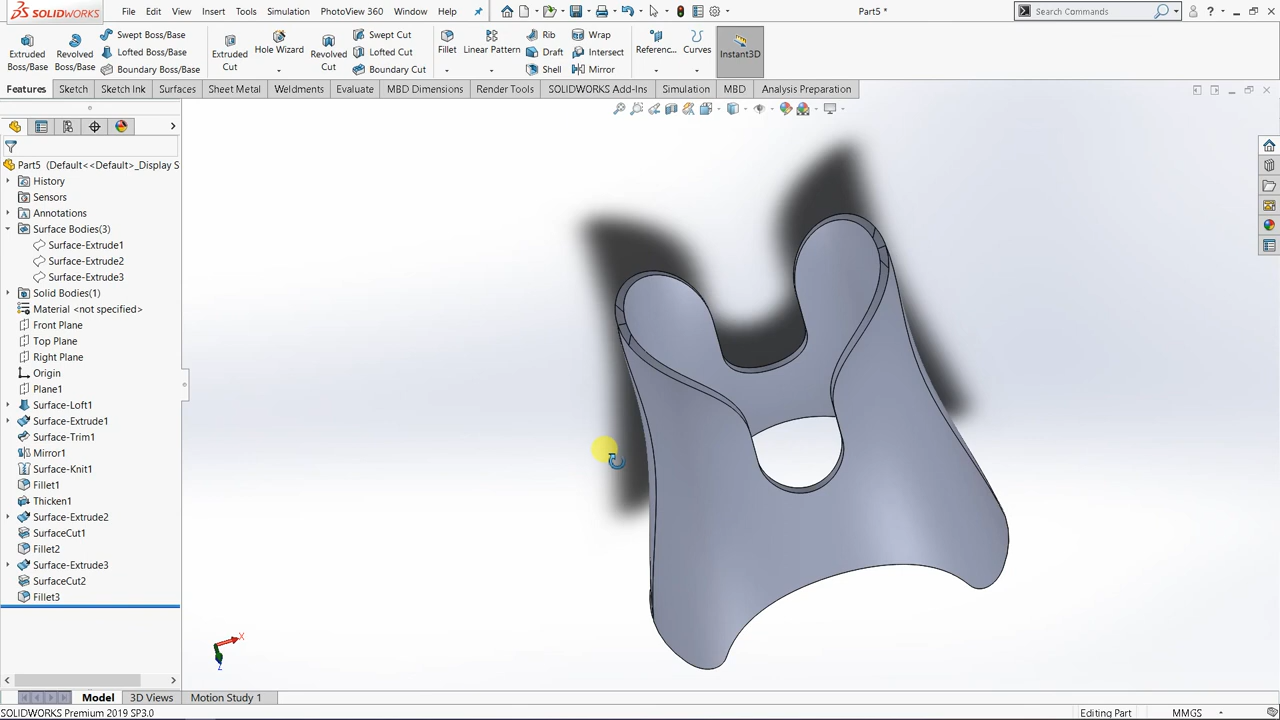 SOLIDWORKS File Edit View Insert Tools Simulation PhotoView 360 Window Help Part5 * Search Commands ?
Extruded Boss/Base
Revolved Boss/Base
Swept Boss/Base
Lofted Boss/Base
Boundary Boss/Base
Extruded Cut
Hole Wizard
Revolved Cut
Swept Cut
Lofted Cut
Boundary Cut
Fillet
Linear Pattern
Rib
Draft
Shell
Wrap
Intersect
Mirror
Referenc...
Curves
Instant3D
Features Sketch Sketch Ink Surfaces Sheet Metal Weldments Evaluate MBD Dimensions Render Tools SOLIDWORKS Add-Ins Simulation MBD Analysis Preparation
Part5 (Default<<Default>_Display S
History
Sensors
Annotations
Surface Bodies(3)
Surface-Extrude1
Surface-Extrude2
Surface-Extrude3
Solid Bodies(1)
Material <not specified>
Front Plane
Top Plane
Right Plane
Origin
Plane1
Surface-Loft1
Surface-Extrude1
Surface-Trim1
Mirror1
Surface-Knit1
Fillet1
Thicken1
Surface-Extrude2
SurfaceCut1
Fillet2
Surface-Extrude3
SurfaceCut2
Fillet3
X
Z
Model 3D Views Motion Study 1
SOLIDWORKS Premium 2019 SP3.0 Editing Part MMGS